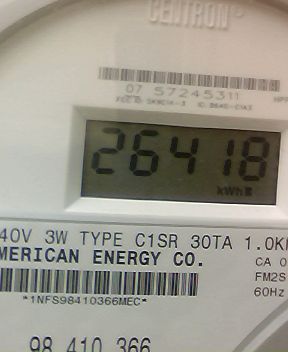 CENTRON®
07 57245311
26418
kWh
40V 3W TYPE C1SR 30TA 1.0K
MERICAN ENERGY CO.
CA 0
*1NFS98410366MEC*
FM2S
60Hz
98 410 366